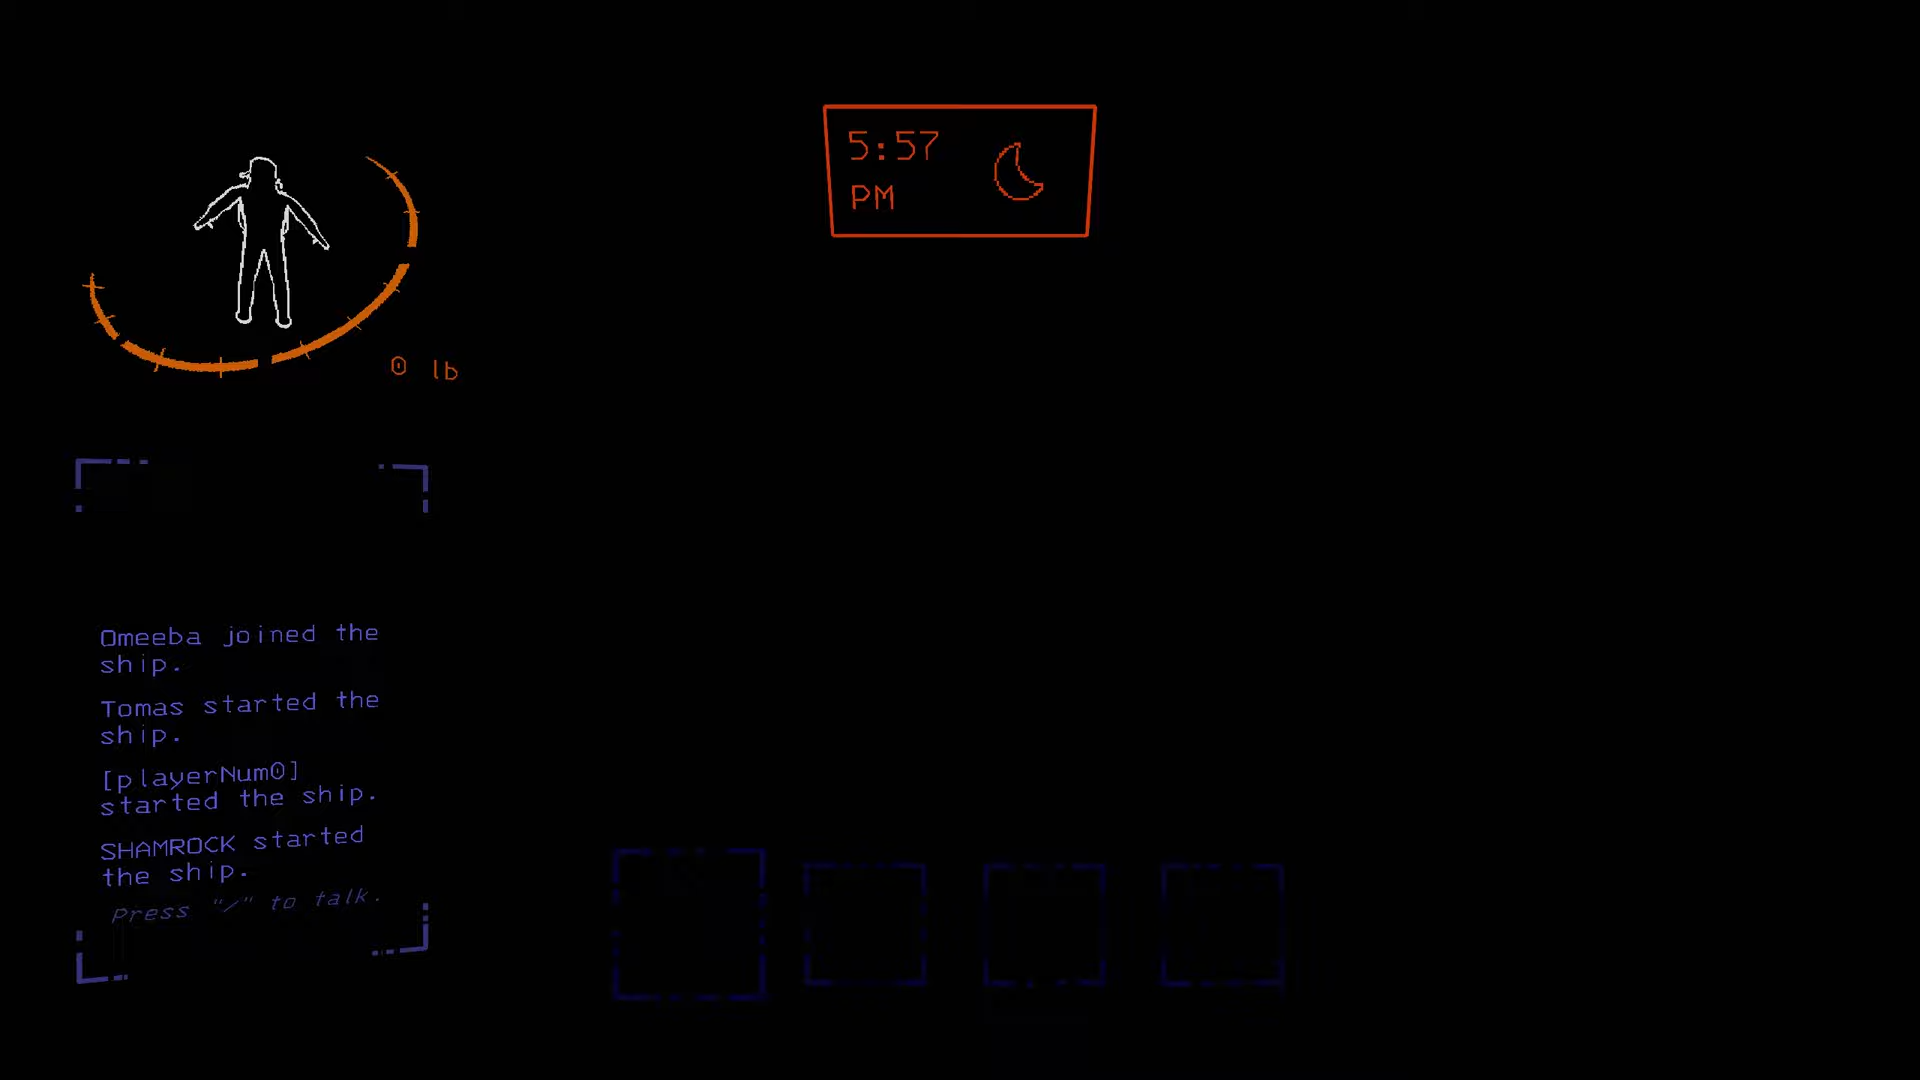 5:57
PM
0 lb
Omeeba joined the
ship.
Tomas started the
ship.
[playerNum0]
started the ship.
SHAMROCK started
the ship.
Press "/" to talk.